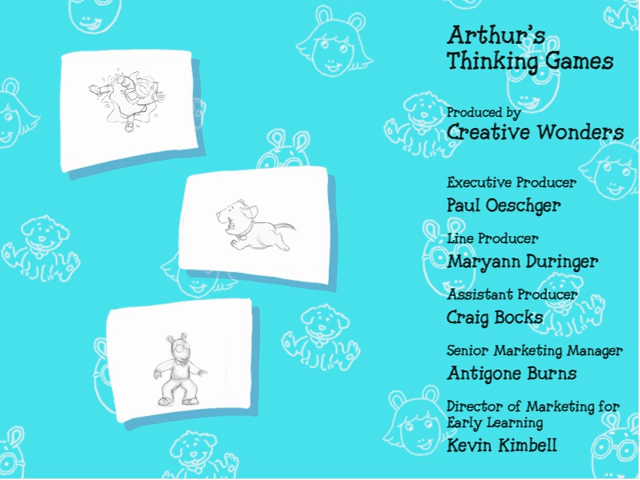 Arthur's
Thinking Games
Produced by
Creative Wonders
Executive Producer
Paul Oeschger
Line Producer
Maryann Duringer
Assistant Producer
Craig Bocks
Senior Marketing Manager
Antigone Burns
Director of Marketing for
Early Learning
Kevin Kimbell